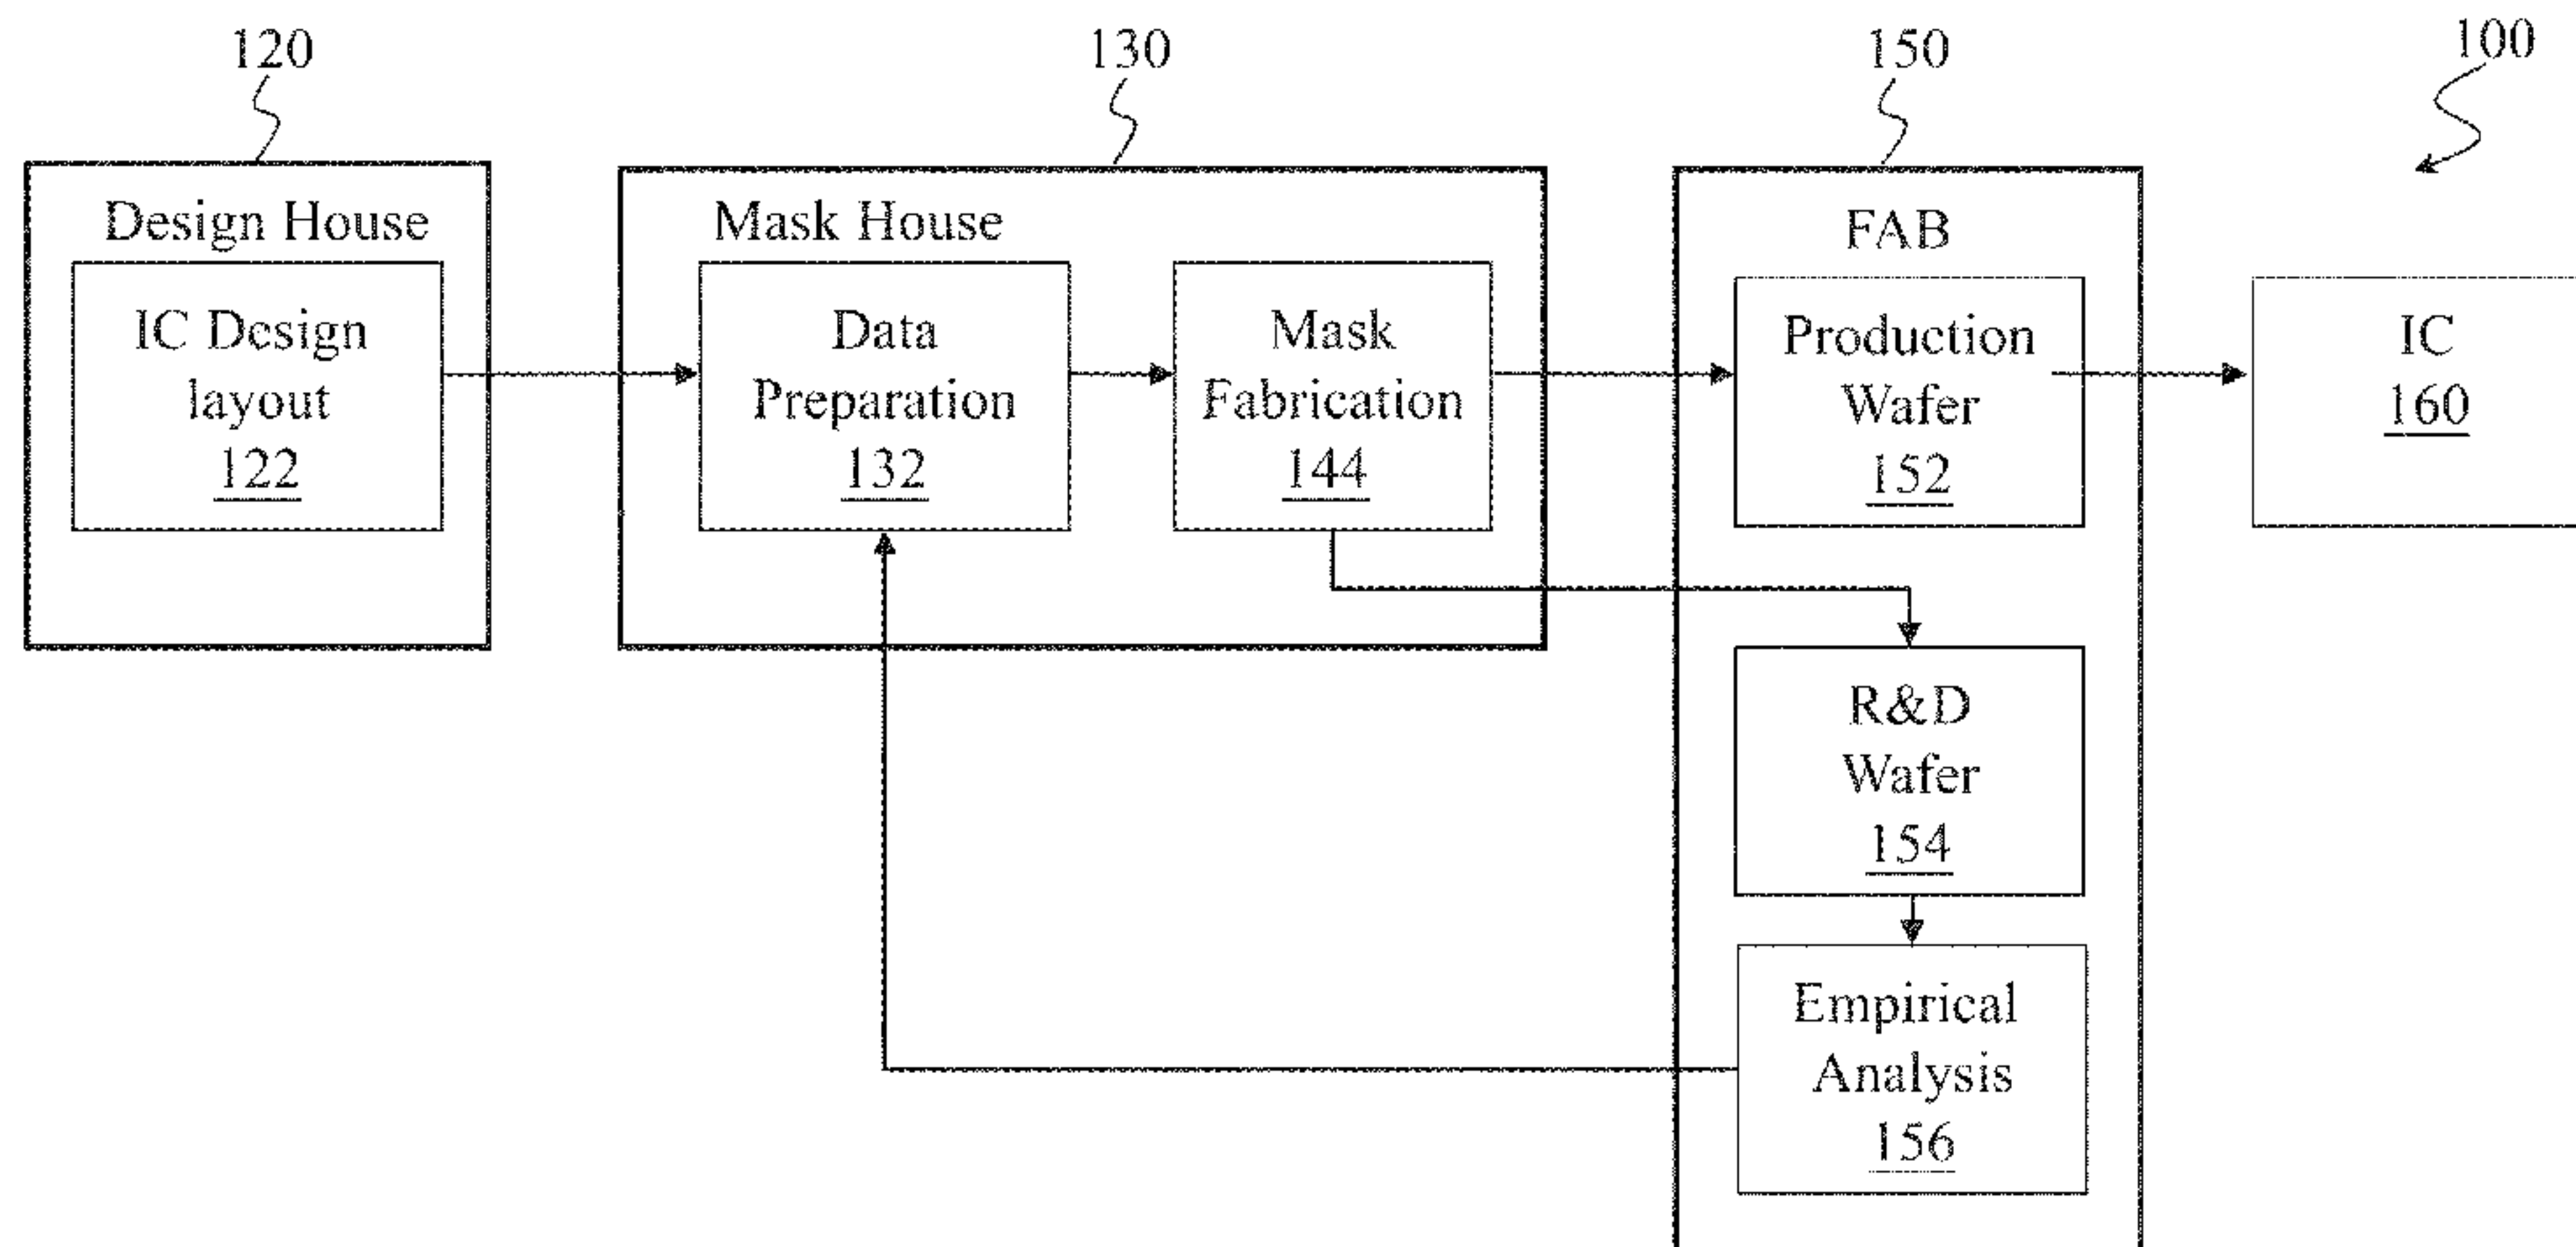 120
130
150
100
Design House
Mask House
FAB
IC Design
layout
122
Data
Preparation
132
Mask
Fabrication
144
Production
Wafer
152
IC
160
R&D
Wafer
154
Empirical
Analysis
156